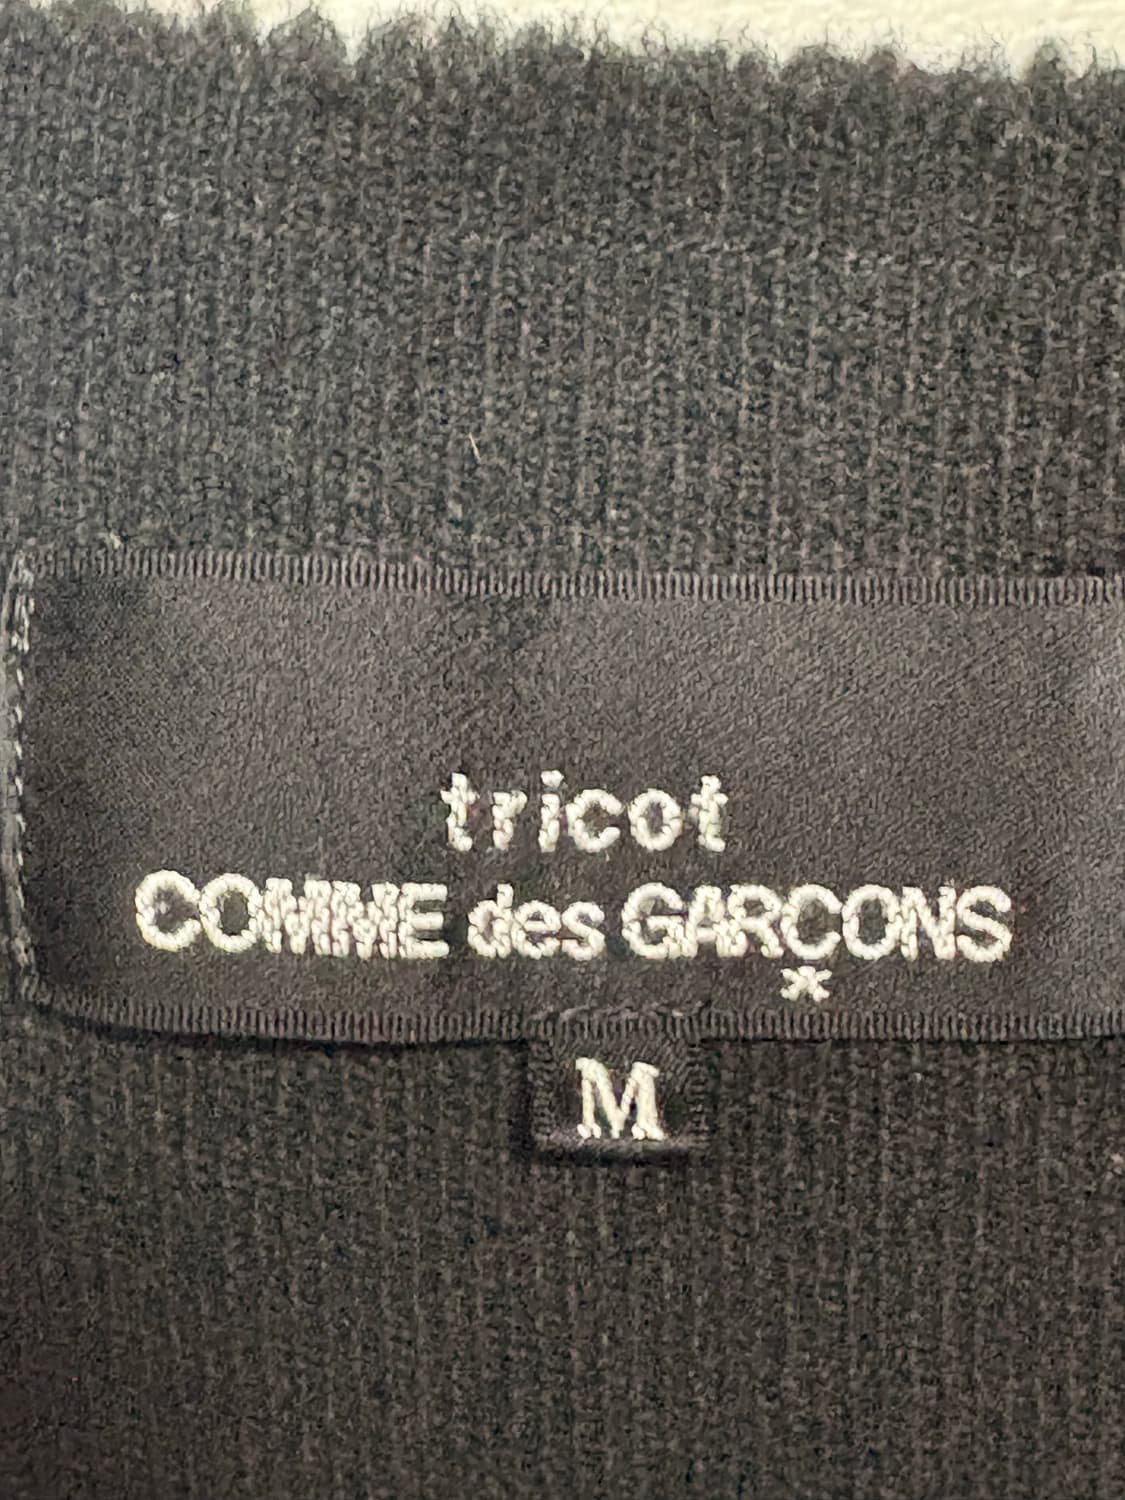 tricot
COMME des GARÇONS
*
M